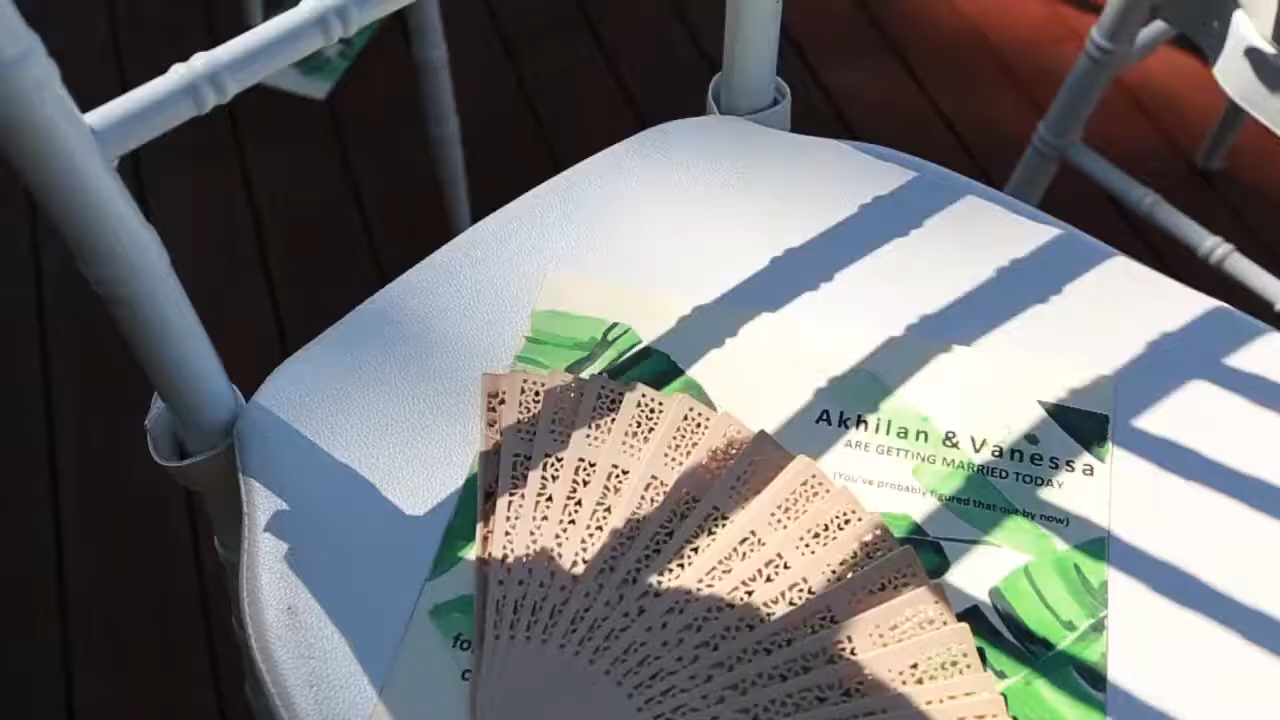 Akhilan & Vanessa
ARE GETTING MARRIED TODAY
(You've probably figured that out by now)